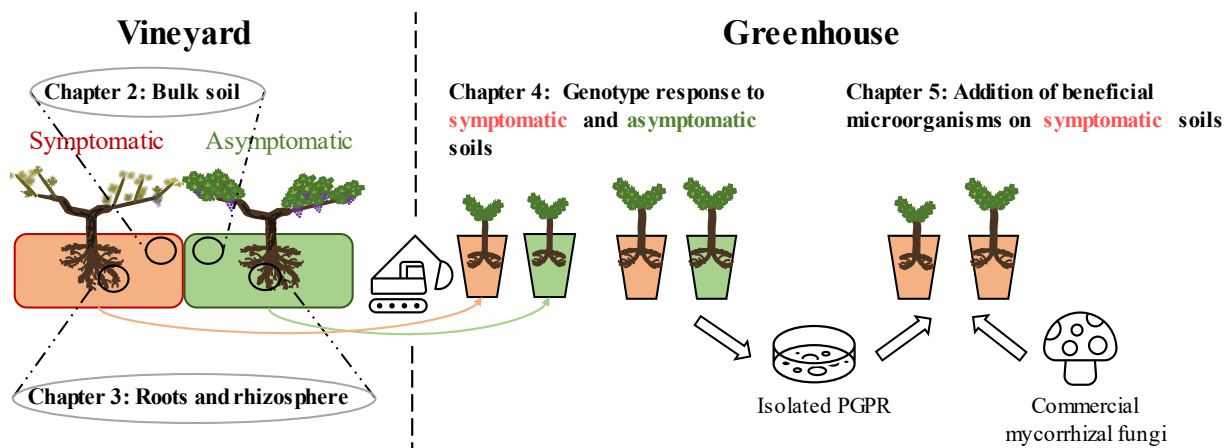 Vineyard
Chapter 2: Bulk soil
Symptomatic
Asymptomatic
Chapter 3: Roots and rhizosphere
Greenhouse
Chapter 4: Genotype response to
symptomatic and asymptomatic
soils
Chapter 5: Addition of beneficial
microorganisms on symptomatic soils
Isolated PGPR
Commercial
mycorrhizal fungi